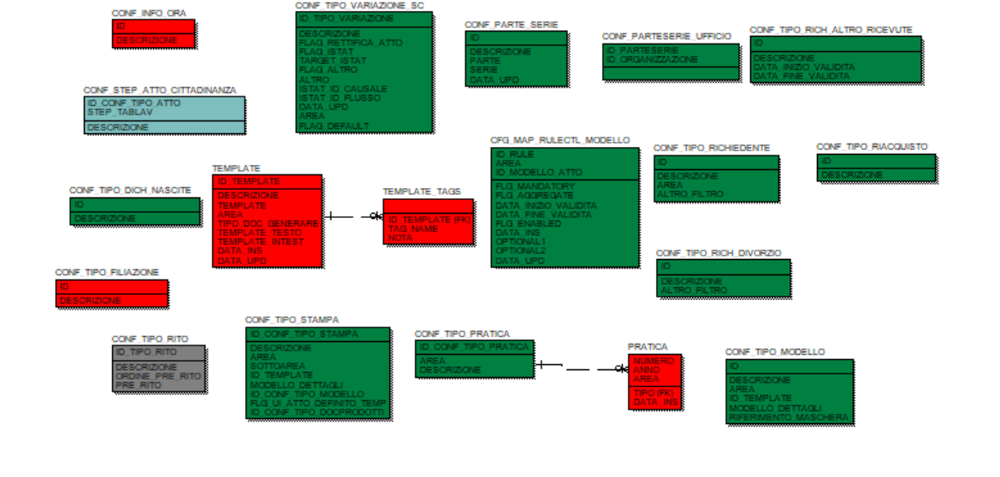 CONF_INFO_ORA
ID
DESCRIZIONE
CONF_TIPO_VARIAZIONE_SC
ID_TIPO_VARIAZIONE
DESCRIZIONE
FLAG_RETTIFICA_ATTO
FLAG_ISTAT
TARGET_ISTAT
FLAG_ALTRO
ALTRO
ISTAT_ID_CAUSALE
ISTAT_ID_FLUSSO
DATA_UPD
AREA
FLAG_DEFAULT
CONF_PARTE_SERIE
ID
DESCRIZIONE
PARTE
SERIE
DATA_UPD
CONF_PARTESERIE_UFFICIO
ID_PARTESERIE
ID_ORGANIZZAZIONE
CONF_TIPO_RICH_ALTRO_RICEVUTE
ID
DESCRIZIONE
DATA_INIZIO_VALIDITA
DATA_FINE_VALIDITA
CONF_STEP_ATTO_CITTADINANZA
ID_CONF_TIPO_ATTO
STEP_TABLAV
DESCRIZIONE
CONF_TIPO_DICH_NASCITE
ID
DESCRIZIONE
TEMPLATE
ID_TEMPLATE
DESCRIZIONE
TEMPLATE
AREA
TIPO_DOC_GENERARE
TEMPLATE_TESTO
TEMPLATE_INTEST
DATA_INS
DATA_UPD
TEMPLATE_TAGS
ID_TEMPLATE (FK)
TAG_NAME
NOTA
CFG_MAP_RULECTL_MODELLO
ID_RULE
AREA
ID_MODELLO_ATTO
FLG_MANDATORY
FLG_AGGREGATE
DATA_INIZIO_VALIDITA
DATA_FINE_VALIDITA
FLG_ENABLED
DATA_INS
OPTIONAL1
OPTIONAL2
DATA_UPD
CONF_TIPO_RICHIEDENTE
ID
DESCRIZIONE
AREA
ALTRO_FILTRO
CONF_TIPO_RIACQUISTO
ID
DESCRIZIONE
CONF_TIPO_RICH_DIVORZIO
ID
DESCRIZIONE
ALTRO_FILTRO
CONF_TIPO_FILIAZIONE
ID
DESCRIZIONE
CONF_TIPO_RITO
ID_TIPO_RITO
DESCRIZIONE
ORDINE_PRE_RITO
PRE_RITO
CONF_TIPO_STAMPA
ID_CONF_TIPO_STAMPA
DESCRIZIONE
AREA
SOTTOAREA
ID_TEMPLATE
MODELLO_DETTAGLI
ID_CONF_TIPO_MODELLO
FLG_UI_ATTO_DEFINITO_TEMP
ID_CONF_TIPO_DOCPRODOTTI
CONF_TIPO_PRATICA
ID_CONF_TIPO_PRATICA
AREA
DESCRIZIONE
PRATICA
NUMERO
ANNO
AREA
TIPO (FK)
DATA_INS
CONF_TIPO_MODELLO
ID
DESCRIZIONE
AREA
ID_TEMPLATE
MODELLO_DETTAGLI
RIFERIMENTO_MASCHERA